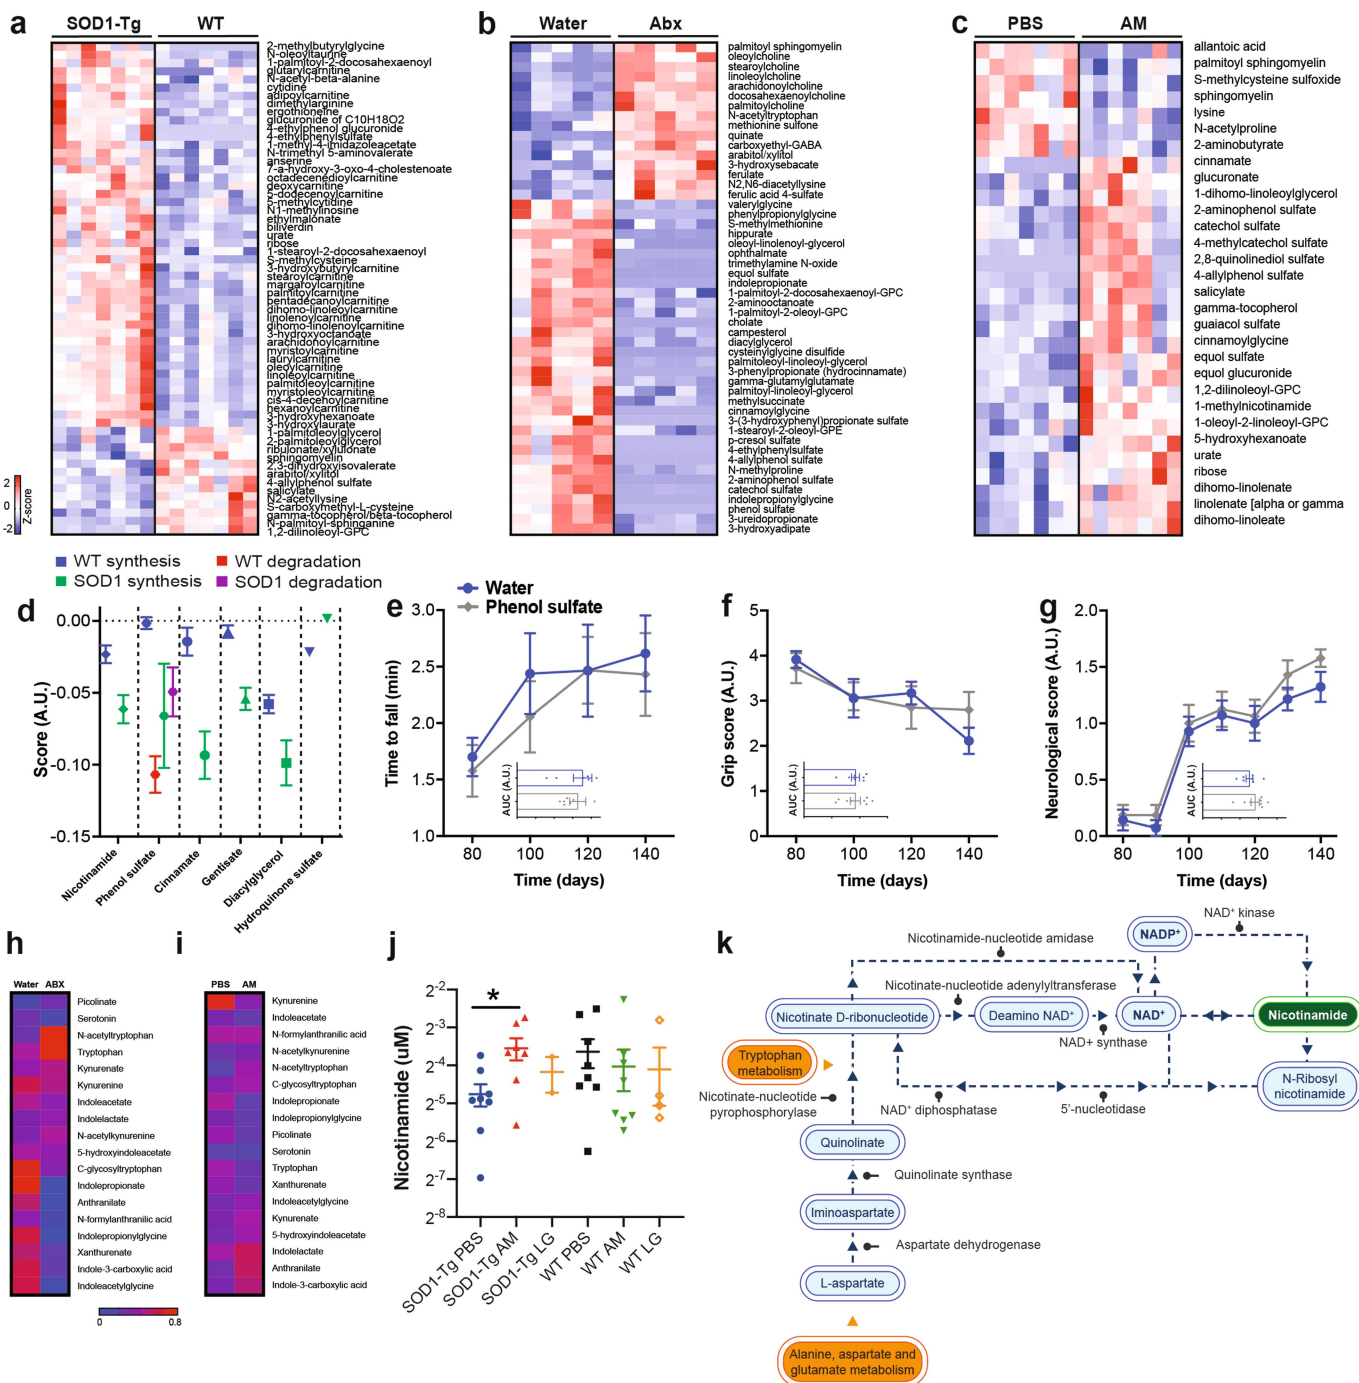 a
SOD1-Tg
WT
2-methylbutyrylglycine
N-oleoyltaurine
1-palmitoyl-2-docosahexaenoyl
glutarylcarnitine
N-acetyl-beta-alanine
cytidine
adipoylcarnitine
dimethylarginine
ergothioneine
glucuronide of C10H18O2
4-ethylphenol glucuronide
4-ethylphenylsulfate
1-methyl-4-imidazoleacetate
N-trimethyl 5-aminovalerate
anserine
7-a-hydroxy-3-oxo-4-cholestenoate
octadecenedioylcarnitine
deoxycarnitine
5-dodecenoylcarnitine
5-methylcytidine
N1-methylinosine
ethylmalonate
biliverdin
urate
ribose
1-stearoyl-2-docosahexaenoyl
S-methylcysteine
3-hydroxybutyrylcarnitine
stearoylcarnitine
margaroylcarnitine
palmitoylcarnitine
pentadecanoylcarnitine
dihomo-linoleoylcarnitine
linolenoylcarnitine
dihomo-linolenoylcarnitine
3-hydroxyoctanoate
arachidonoylcarnitine
myristoylcarnitine
laurylcarnitine
oleoylcarnitine
linoleoylcarnitine
palmitoleoylcarnitine
myristoleoylcarnitine
cis-4-decenoylcarnitine
hexanoylcarnitine
3-hydroxyhexanoate
3-hydroxylaurate
1-palmitoleoylglycerol
2-palmitoleoylglycerol
ribulonate/xylulonate
sphingomyelin
2,3-dihydroxyisovalerate
arabitol/xylitol
4-allylphenol sulfate
salicylate
N2-acetyllysine
S-carboxymethyl-L-cysteine
gamma-tocopherol/beta-tocopherol
N-palmitoyl-sphinganine
1,2-dilinoleoyl-GPC
2
0
-2
Z-score
b
Water
Abx
palmitoyl sphingomyelin
oleoylcholine
stearoylcholine
linoleoylcholine
arachidonoylcholine
docosahexaenoylcholine
palmitoylcholine
N-acetyltryptophan
methionine sulfone
quinate
carboxyethyl-GABA
arabitol/xylitol
3-hydroxysebacate
ferulate
N2,N6-diacetyllysine
ferulic acid 4-sulfate
valerylglycine
phenylpropionylglycine
S-methylmethionine
hippurate
oleoyl-linolenoyl-glycerol
ophthalmate
trimethylamine N-oxide
equol sulfate
indolepropionate
1-palmitoyl-2-docosahexaenoyl-GPC
2-aminooctanoate
1-palmitoyl-2-oleoyl-GPC
cholate
campesterol
diacylglycerol
cysteinylglycine disulfide
palmitoleoyl-linoleoyl-glycerol
3-phenylpropionate (hydrocinnamate)
gamma-glutamylglutamate
palmitoyl-linoleoyl-glycerol
methylsuccinate
cinnamoylglycine
3-(3-hydroxyphenyl)propionate sulfate
1-stearoyl-2-oleoyl-GPE
p-cresol sulfate
4-ethylphenylsulfate
4-allylphenol sulfate
N-methylproline
2-aminophenol sulfate
catechol sulfate
indolepropionylglycine
phenol sulfate
3-ureidopropionate
3-hydroxyadipate
c
PBS
AM
allantoic acid
palmitoyl sphingomyelin
S-methylcysteine sulfoxide
sphingomyelin
lysine
N-acetylproline
2-aminobutyrate
cinnamate
glucuronate
1-dihomo-linoleoylglycerol
2-aminophenol sulfate
catechol sulfate
4-methylcatechol sulfate
2,8-quinolinediol sulfate
4-allylphenol sulfate
salicylate
gamma-tocopherol
guaiacol sulfate
cinnamoylglycine
equol sulfate
equol glucuronide
1,2-dilinoleoyl-GPC
1-methylnicotinamide
1-oleoyl-2-linoleoyl-GPC
5-hydroxyhexanoate
urate
ribose
dihomo-linolenate
linolenate [alpha or gamma
dihomo-linoleate
WT synthesis
WT degradation
SOD1 synthesis
SOD1 degradation
d
0.00
-0.05
-0.10
-0.15
Score (A.U.)
Nicotinamide
Phenol sulfate
Cinnamate
Gentisate
Diacylglycerol
Hydroquinone sulfate
e
Water
Phenol sulfate
3.0
2.5
2.0
1.5
1.0
Time to fall (min)
AUC (A.U.)
80
100
120
140
Time (days)
f
5
4
3
2
1
0
Grip score (A.U.)
AUC (A.U.)
80
100
120
140
Time (days)
g
2.0
1.5
1.0
0.5
0.0
Neurological score (A.U.)
AUC (A.U.)
80
100
120
140
Time (days)
h
Water
ABX
Picolinate
Serotonin
N-acetyltryptophan
Tryptophan
Kynurenate
Kynurenine
Indoleacetate
Indolelactate
N-acetylkynurenine
5-hydroxyindoleacetate
C-glycosyltryptophan
Indolepropionate
Anthranilate
N-formylanthranilic acid
Indolepropionylglycine
Xanthurenate
Indole-3-carboxylic acid
Indoleacetylglycine
0
0.8
i
PBS
AM
Kynurenine
Indoleacetate
N-formylanthranilic acid
N-acetylkynurenine
N-acetyltryptophan
C-glycosyltryptophan
Indolepropionate
Indolepropionylglycine
Picolinate
Serotonin
Tryptophan
Xanthurenate
Indoleacetylglycine
Kynurenate
5-hydroxyindoleacetate
Indolelactate
Anthranilate
Indole-3-carboxylic acid
j
*
2-2
2-3
2-4
2-5
2-6
2-7
2-8
Nicotinamide (uM)
SOD1-Tg PBS
SOD1-Tg AM
SOD1-Tg LG
WT PBS
WT AM
WT LG
k
NAD+ kinase
NADP+
Nicotinamide-nucleotide amidase
Nicotinate-nucleotide adenylyltransferase
Nicotinate D-ribonucleotide
Deamino NAD+
NAD+
Nicotinamide
NAD+ synthase
Tryptophan
metabolism
Nicotinate-nucleotide
pyrophosphorylase
NAD+ diphosphatase
5'-nucleotidase
N-Ribosyl
nicotinamide
Quinolinate
Quinolinate synthase
Iminoaspartate
Aspartate dehydrogenase
L-aspartate
Alanine, aspartate and
glutamate metabolism